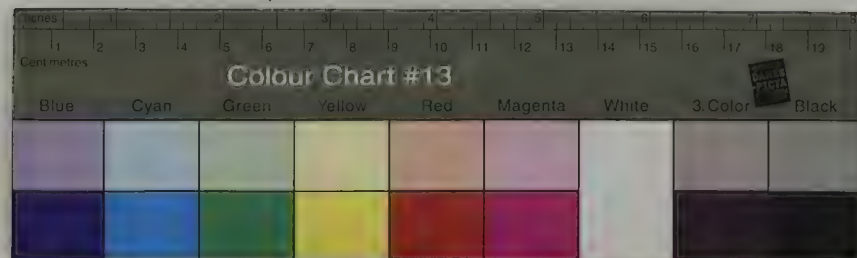 Inches 1 2 3 4 5 6 7 8
1 2 3 4 5 6 7 8 9 10 11 12 13 14 15 16 17 18 19
Centimetres
Colour Chart #13
Blue Cyan Green Yellow Red Magenta White 3.Color Black